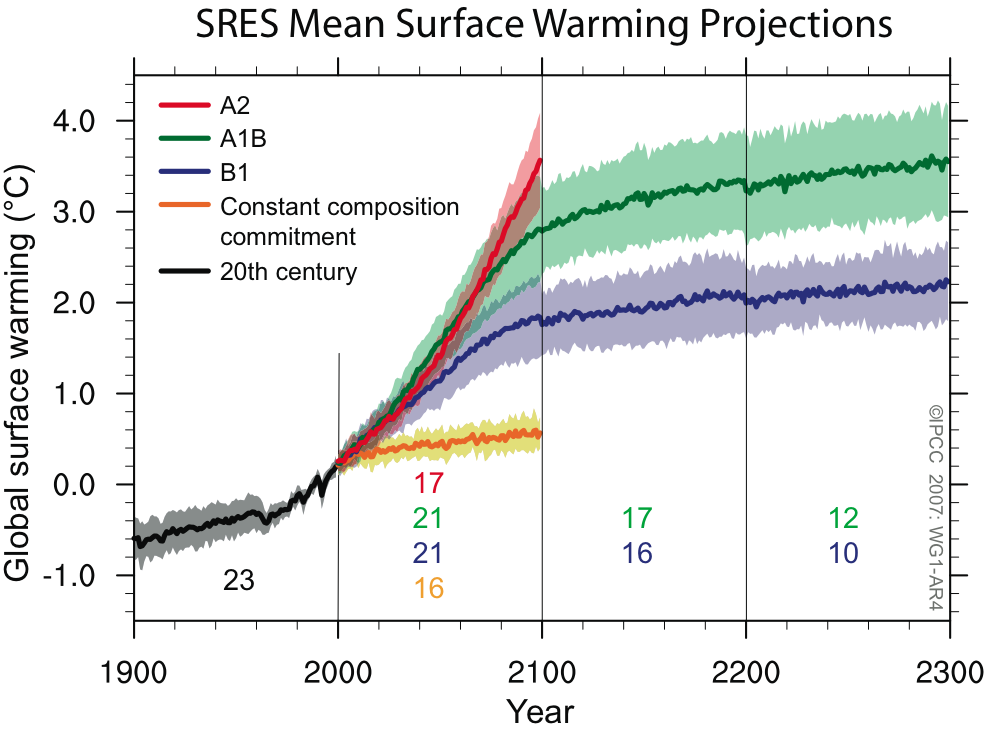 SRES Mean Surface Warming Projections
Global surface warming (°C)
4.0
3.0
2.0
1.0
0.0
-1.0
A2
A1B
B1
Constant composition
commitment
20th century
17
21 17 12
21 16 10
16
23
©IPCC 2007: WG1-AR4
1900 2000 2100 2200 2300
Year